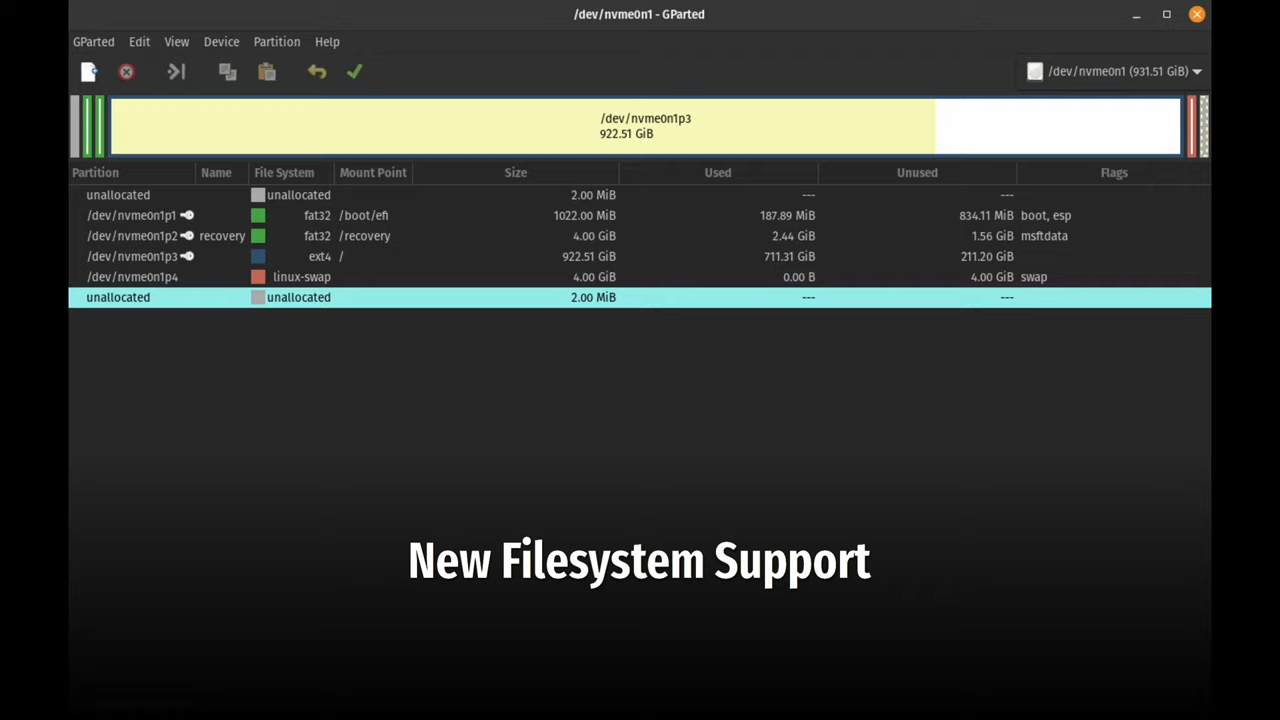 /dev/nvme0n1 - GParted
GParted Edit View Device Partition Help
/dev/nvme0n1 (931.51 GiB)
/dev/nvme0n1p3
922.51 GiB
Partition Name File System Mount Point Size Used Unused Flags
unallocated unallocated 2.00 MiB --- ---
/dev/nvme0n1p1 fat32 /boot/efi 1022.00 MiB 187.89 MiB 834.11 MiB boot, esp
/dev/nvme0n1p2 recovery fat32 /recovery 4.00 GiB 2.44 GiB 1.56 GiB msftdata
/dev/nvme0n1p3 ext4 / 922.51 GiB 711.31 GiB 211.20 GiB
/dev/nvme0n1p4 linux-swap 4.00 GiB 0.00 B 4.00 GiB swap
unallocated unallocated 2.00 MiB --- ---
New Filesystem Support